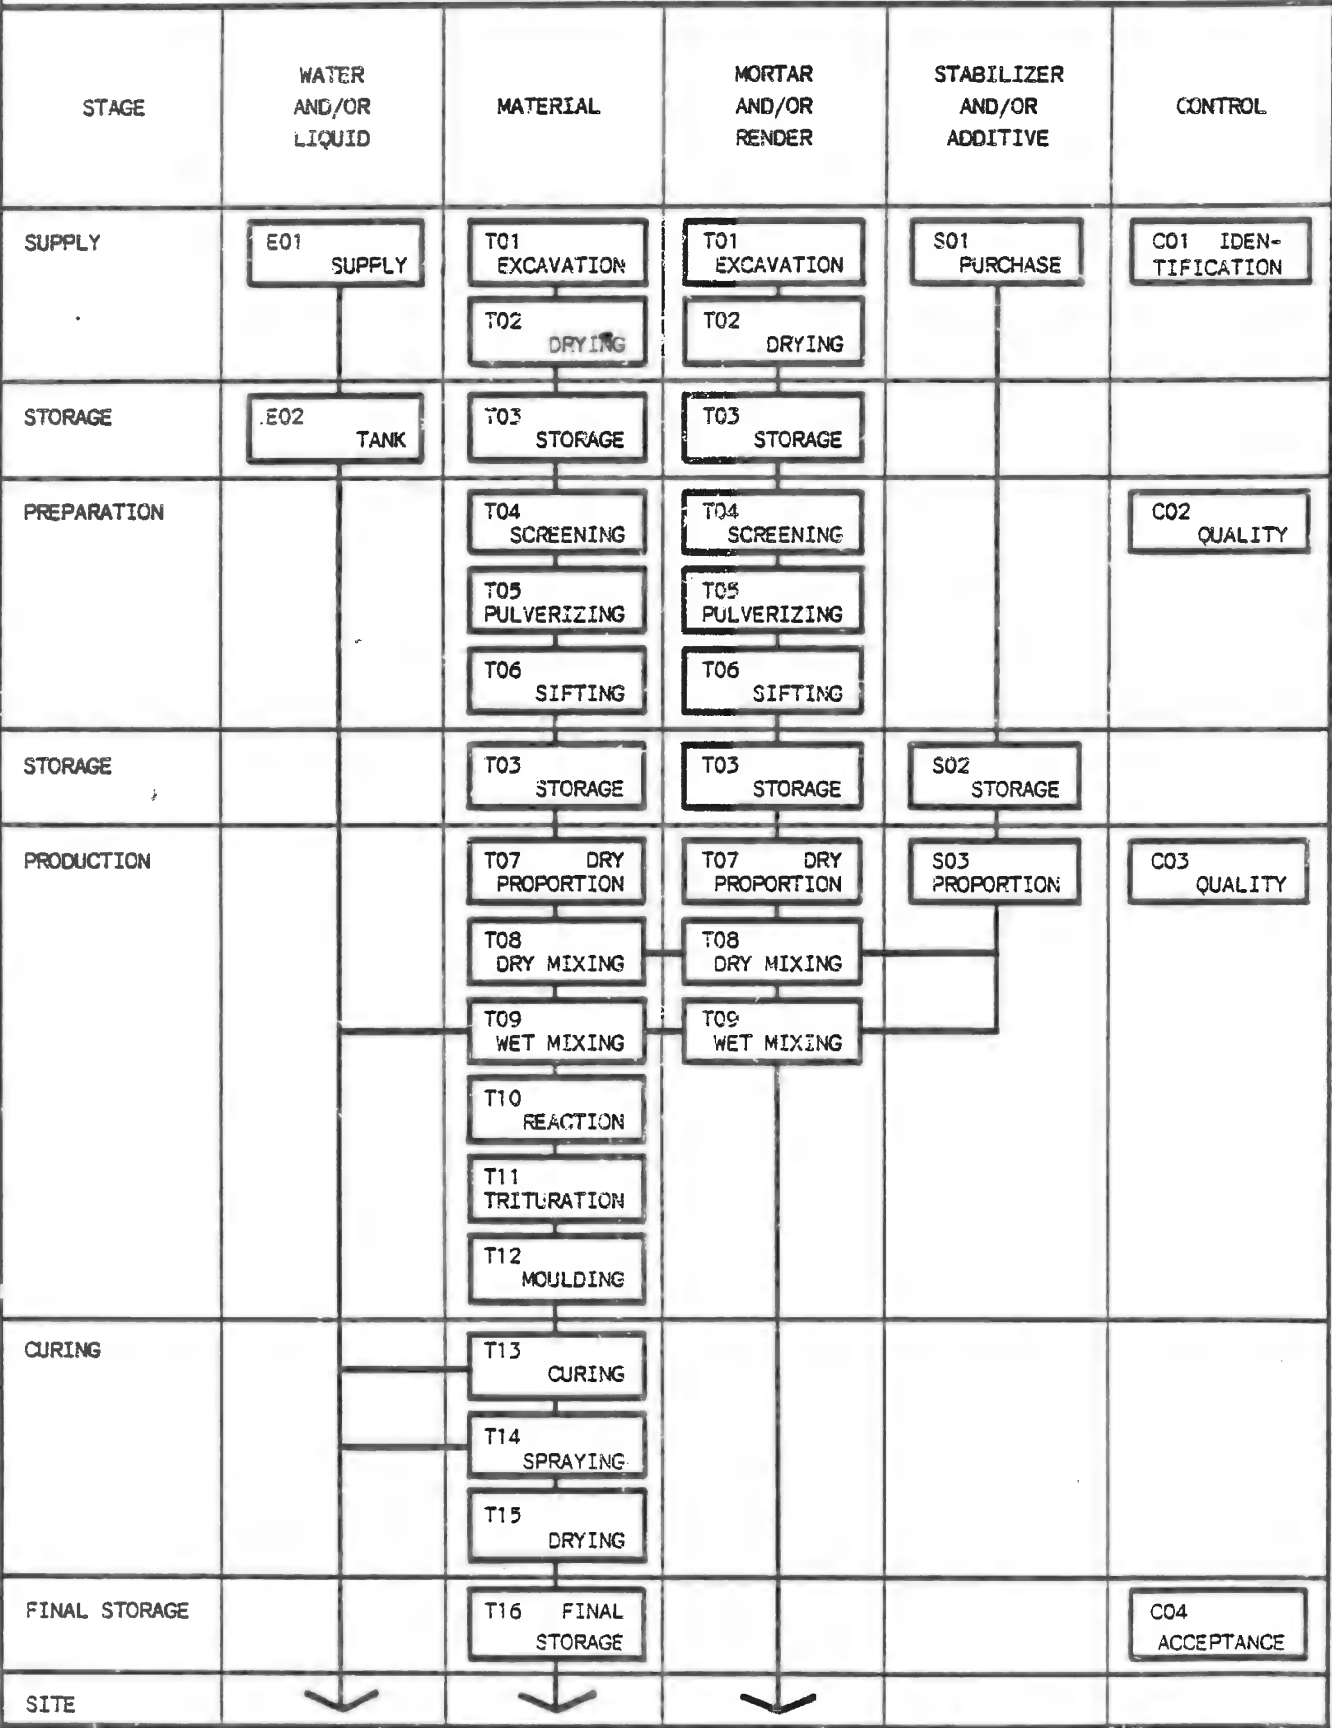 STAGE
WATER
AND/OR
LIQUID
MATERIAL
MORTAR
AND/OR
RENDER
STABILIZER
AND/OR
ADDITIVE
CONTROL
SUPPLY
E01
SUPPLY
T01
EXCAVATION
T01
EXCAVATION
S01
PURCHASE
C01 IDEN-
TIFICATION
T02
DRYING
T02
DRYING
STORAGE
E02
TANK
T03
STORAGE
T03
STORAGE
PREPARATION
T04
SCREENING
T04
SCREENING
C02
QUALITY
T05
PULVERIZING
T05
PULVERIZING
T06
SIFTING
T06
SIFTING
STORAGE
T03
STORAGE
T03
STORAGE
S02
STORAGE
PRODUCTION
T07 DRY
PROPORTION
T07 DRY
PROPORTION
S03
PROPORTION
C03
QUALITY
T08
DRY MIXING
T08
DRY MIXING
T09
WET MIXING
T09
WET MIXING
T10
REACTION
T11
TRITURATION
T12
MOULDING
CURING
T13
CURING
T14
SPRAYING
T15
DRYING
FINAL STORAGE
T16 FINAL
STORAGE
C04
ACCEPTANCE
SITE